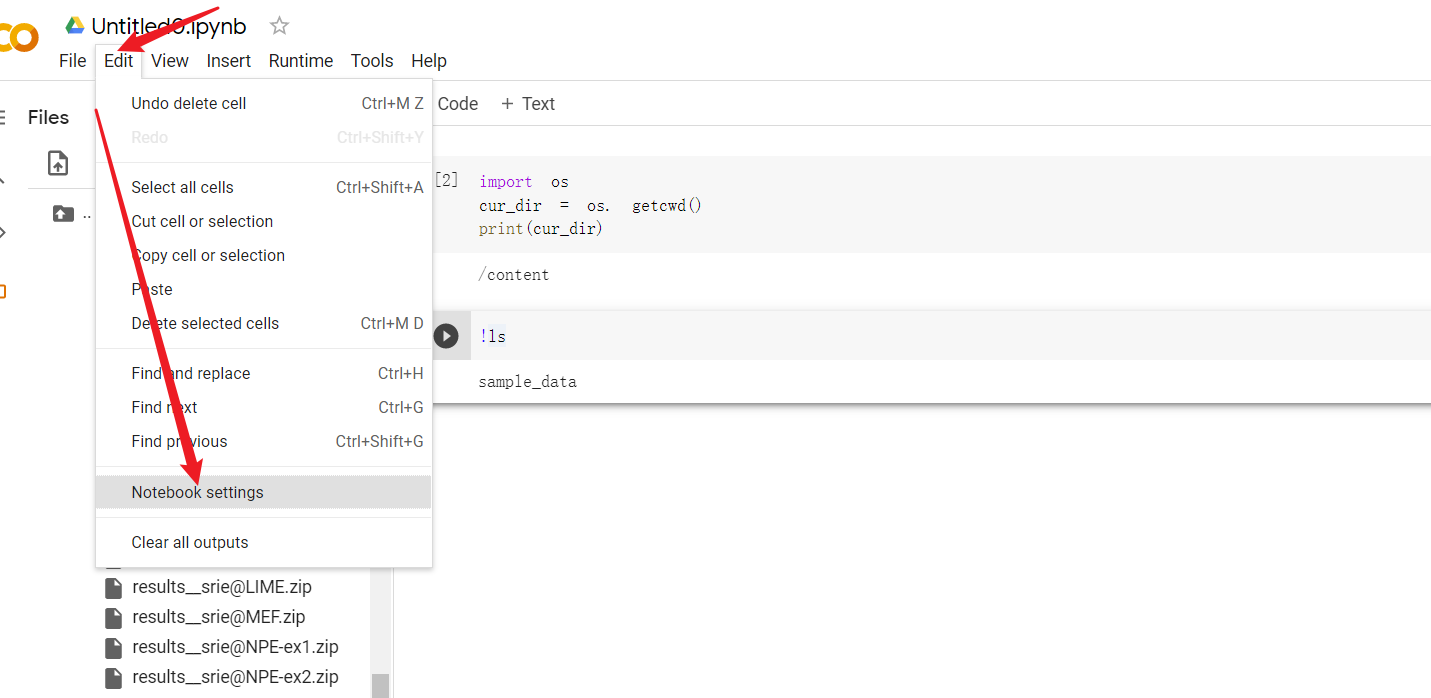 Untitled0.ipynb
File Edit View Insert Runtime Tools Help
Files
Undo delete cell Ctrl+M Z
Redo Ctrl+Shift+Y
Select all cells Ctrl+Shift+A
Cut cell or selection
Copy cell or selection
Paste
Delete selected cells Ctrl+M D
Find and replace Ctrl+H
Find next Ctrl+G
Find previous Ctrl+Shift+G
Notebook settings
Clear all outputs
..
results__srie@LIME.zip
results__srie@MEF.zip
results__srie@NPE-ex1.zip
results__srie@NPE-ex2.zip
Code + Text
[2] import os
cur_dir = os. getcwd()
print(cur_dir)
/content
!ls
sample_data